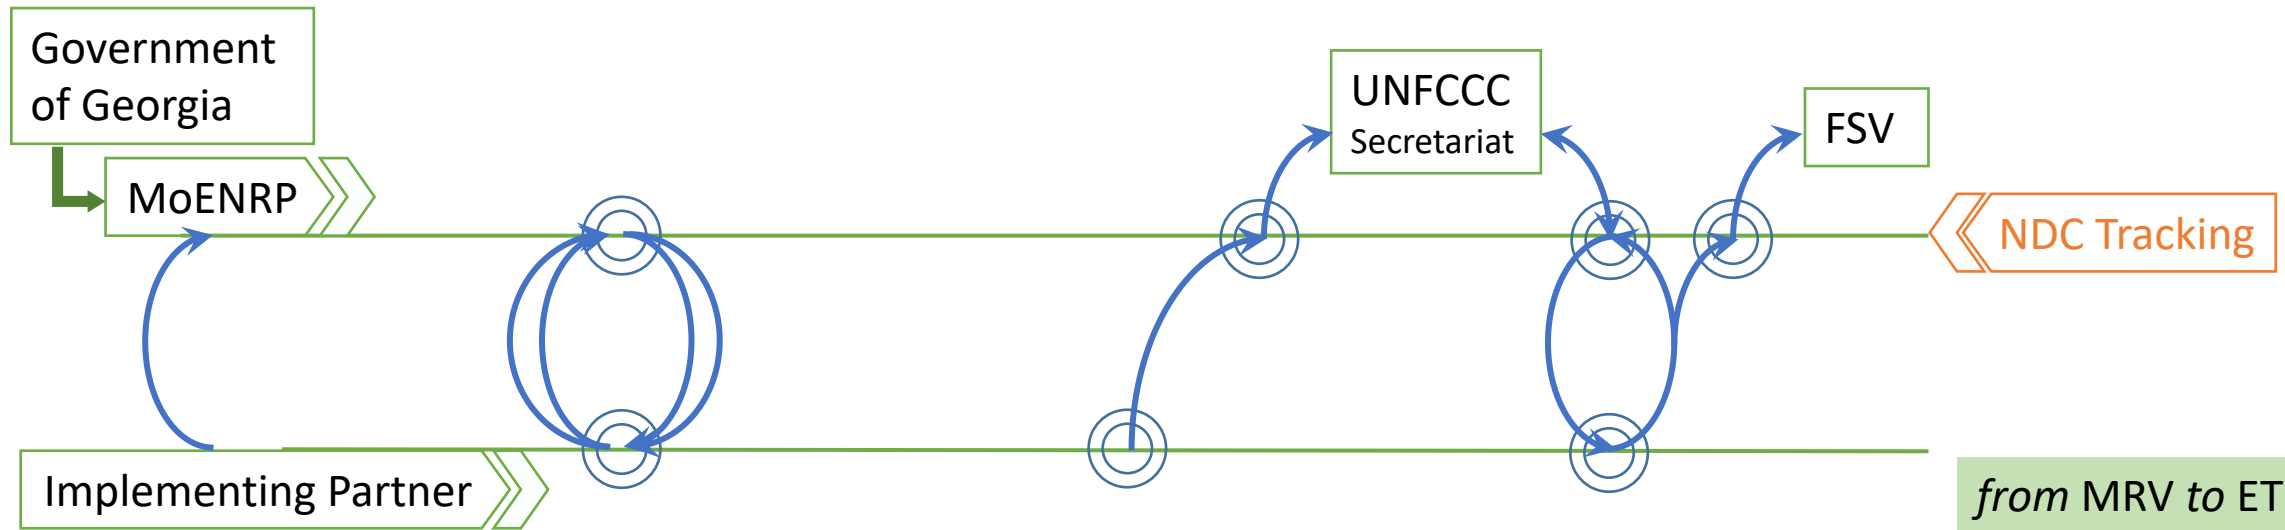 Government
of Georgia
MoENRP
UNFCCC
Secretariat
FSV
NDC Tracking
Implementing Partner
from MRV to ET